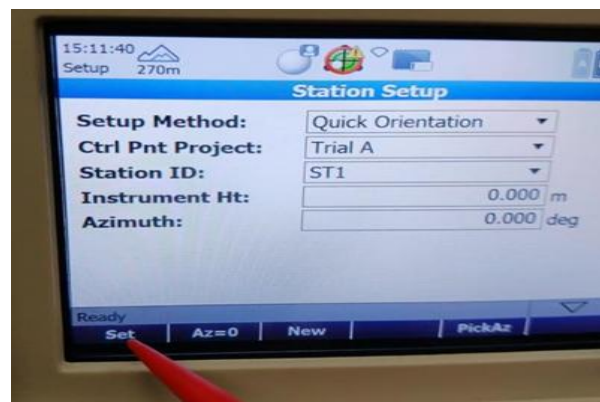 15:11:40
Setup 270m
Station Setup
Setup Method: Quick Orientation
Ctrl Pnt Project: Trial A
Station ID: ST1
Instrument Ht: 0.000 m
Azimuth: 0.000 deg
Ready
Set Az=0 New PickAz